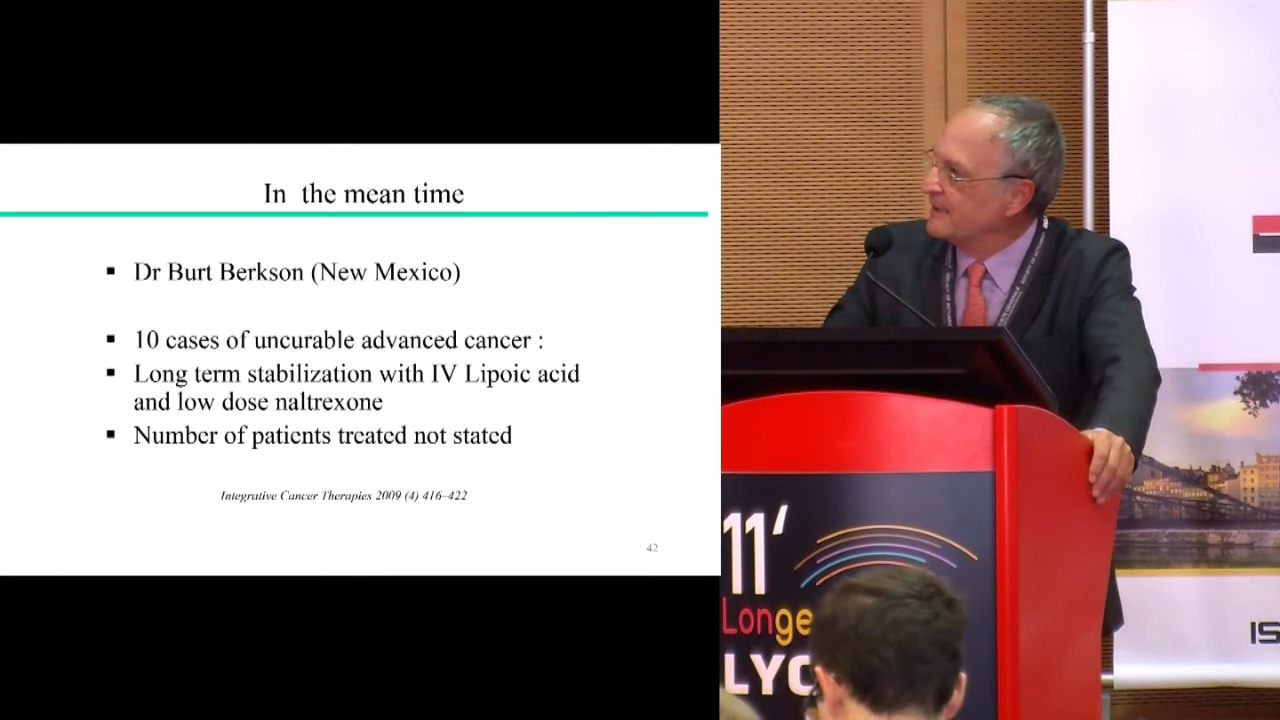 In the mean time
▪ Dr Burt Berkson (New Mexico)
▪ 10 cases of uncurable advanced cancer :
▪ Long term stabilization with IV Lipoic acid
and low dose naltrexone
▪ Number of patients treated not stated
Integrative Cancer Therapies 2009 (4) 416–422
42
11‘
Longe
LYC
IS